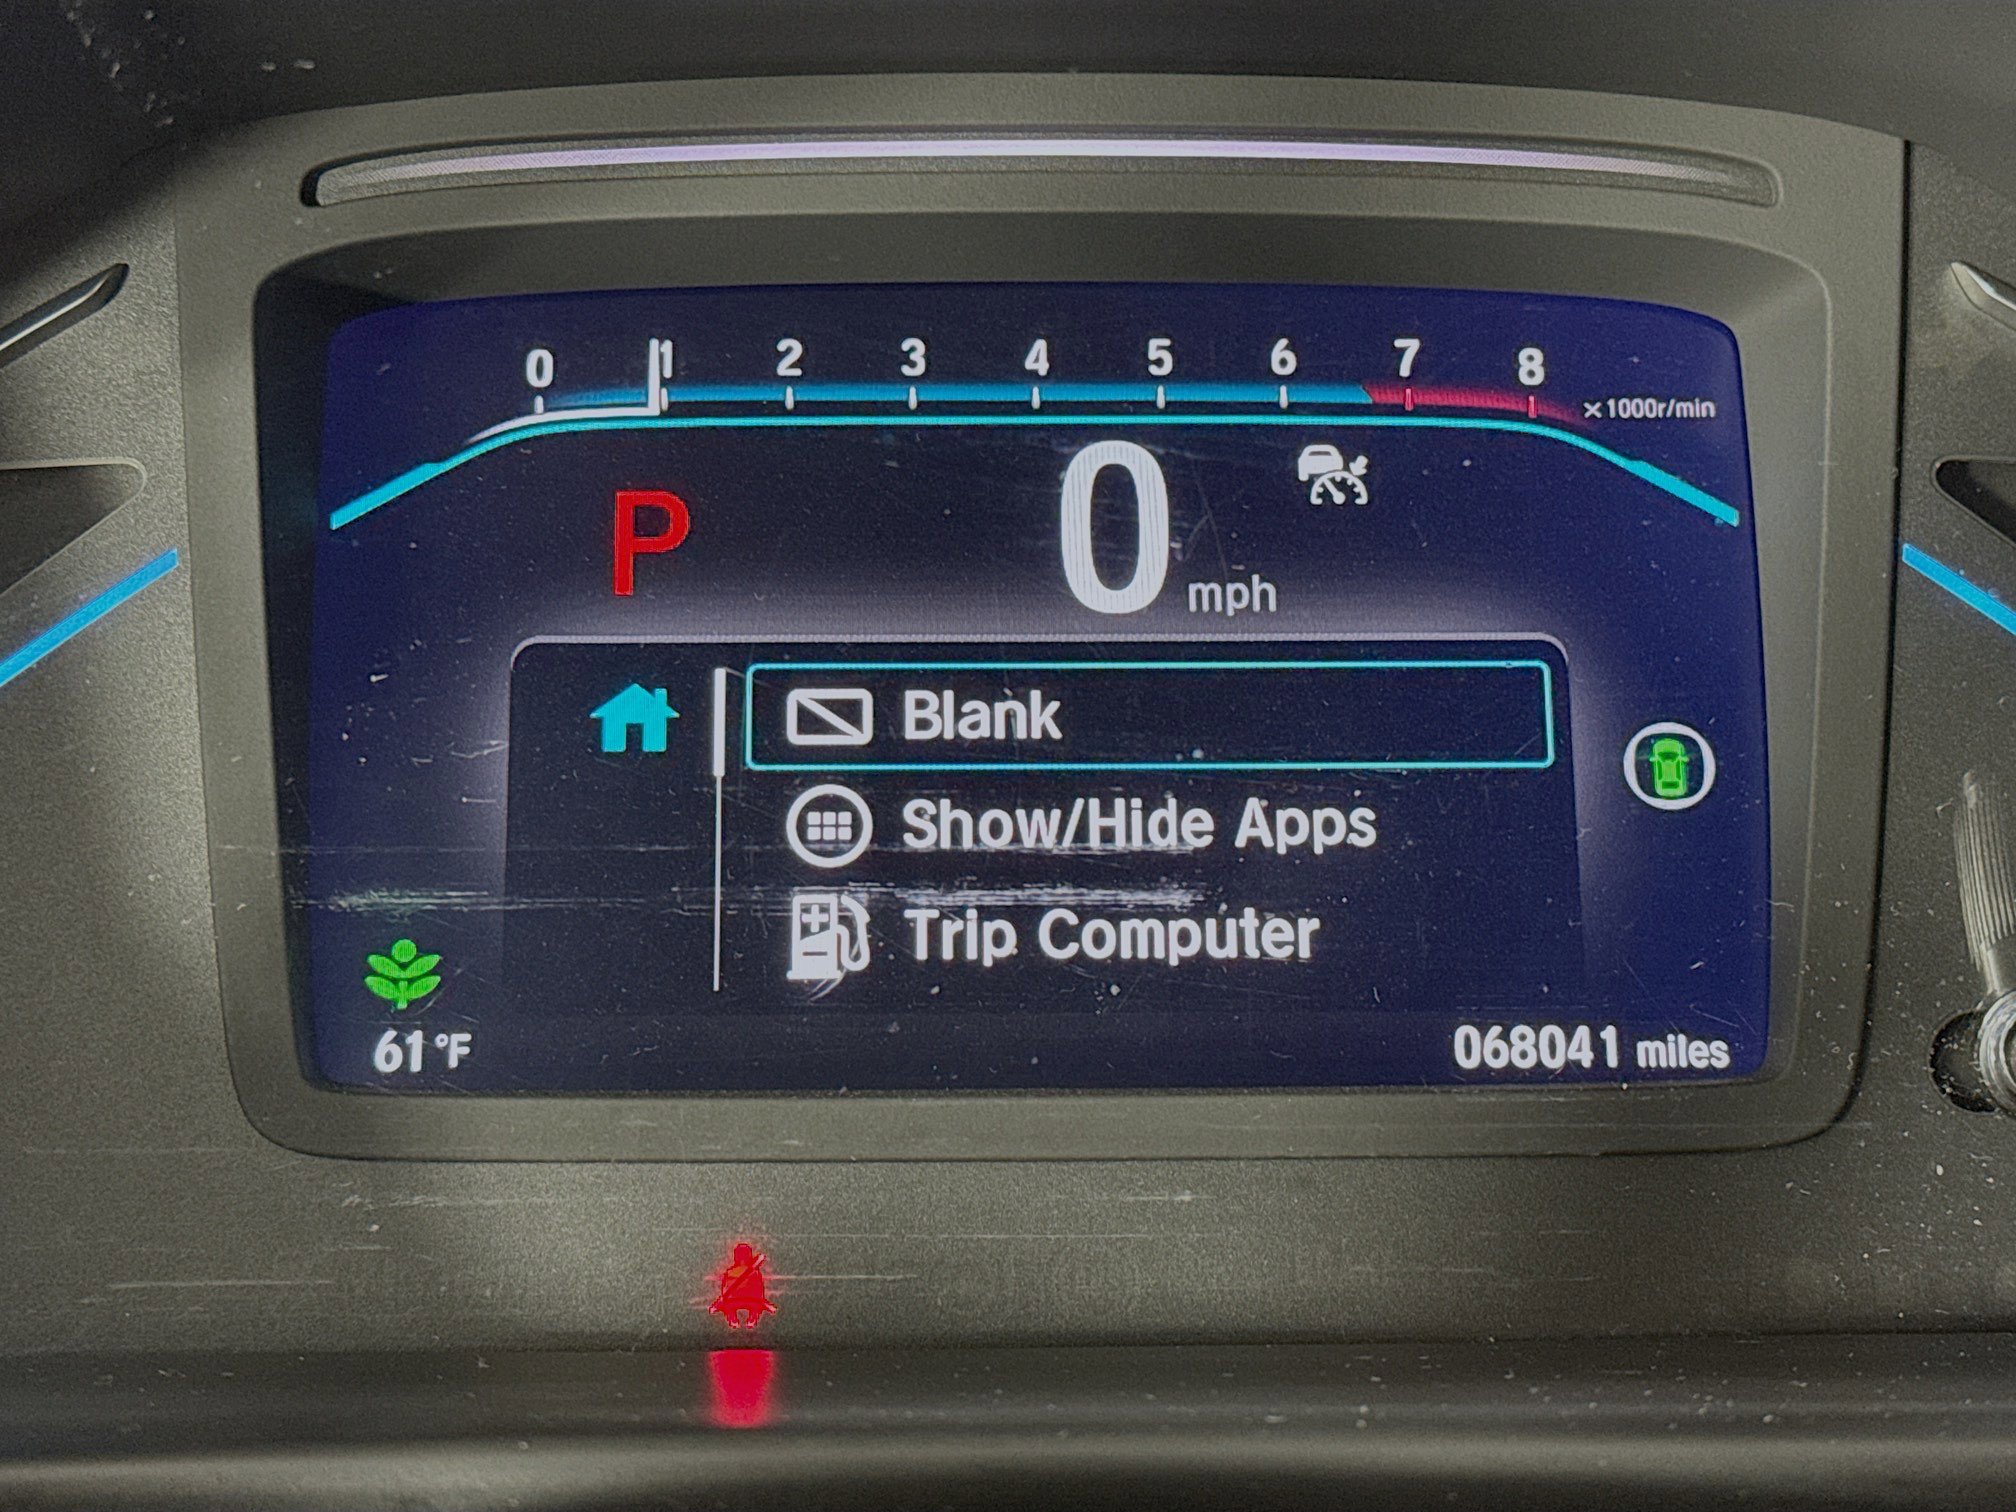 0 1 2 3 4 5 6 7 8
x1000r/min
P
0 mph
Blank
Show/Hide Apps
Trip Computer
61°F
068041 miles